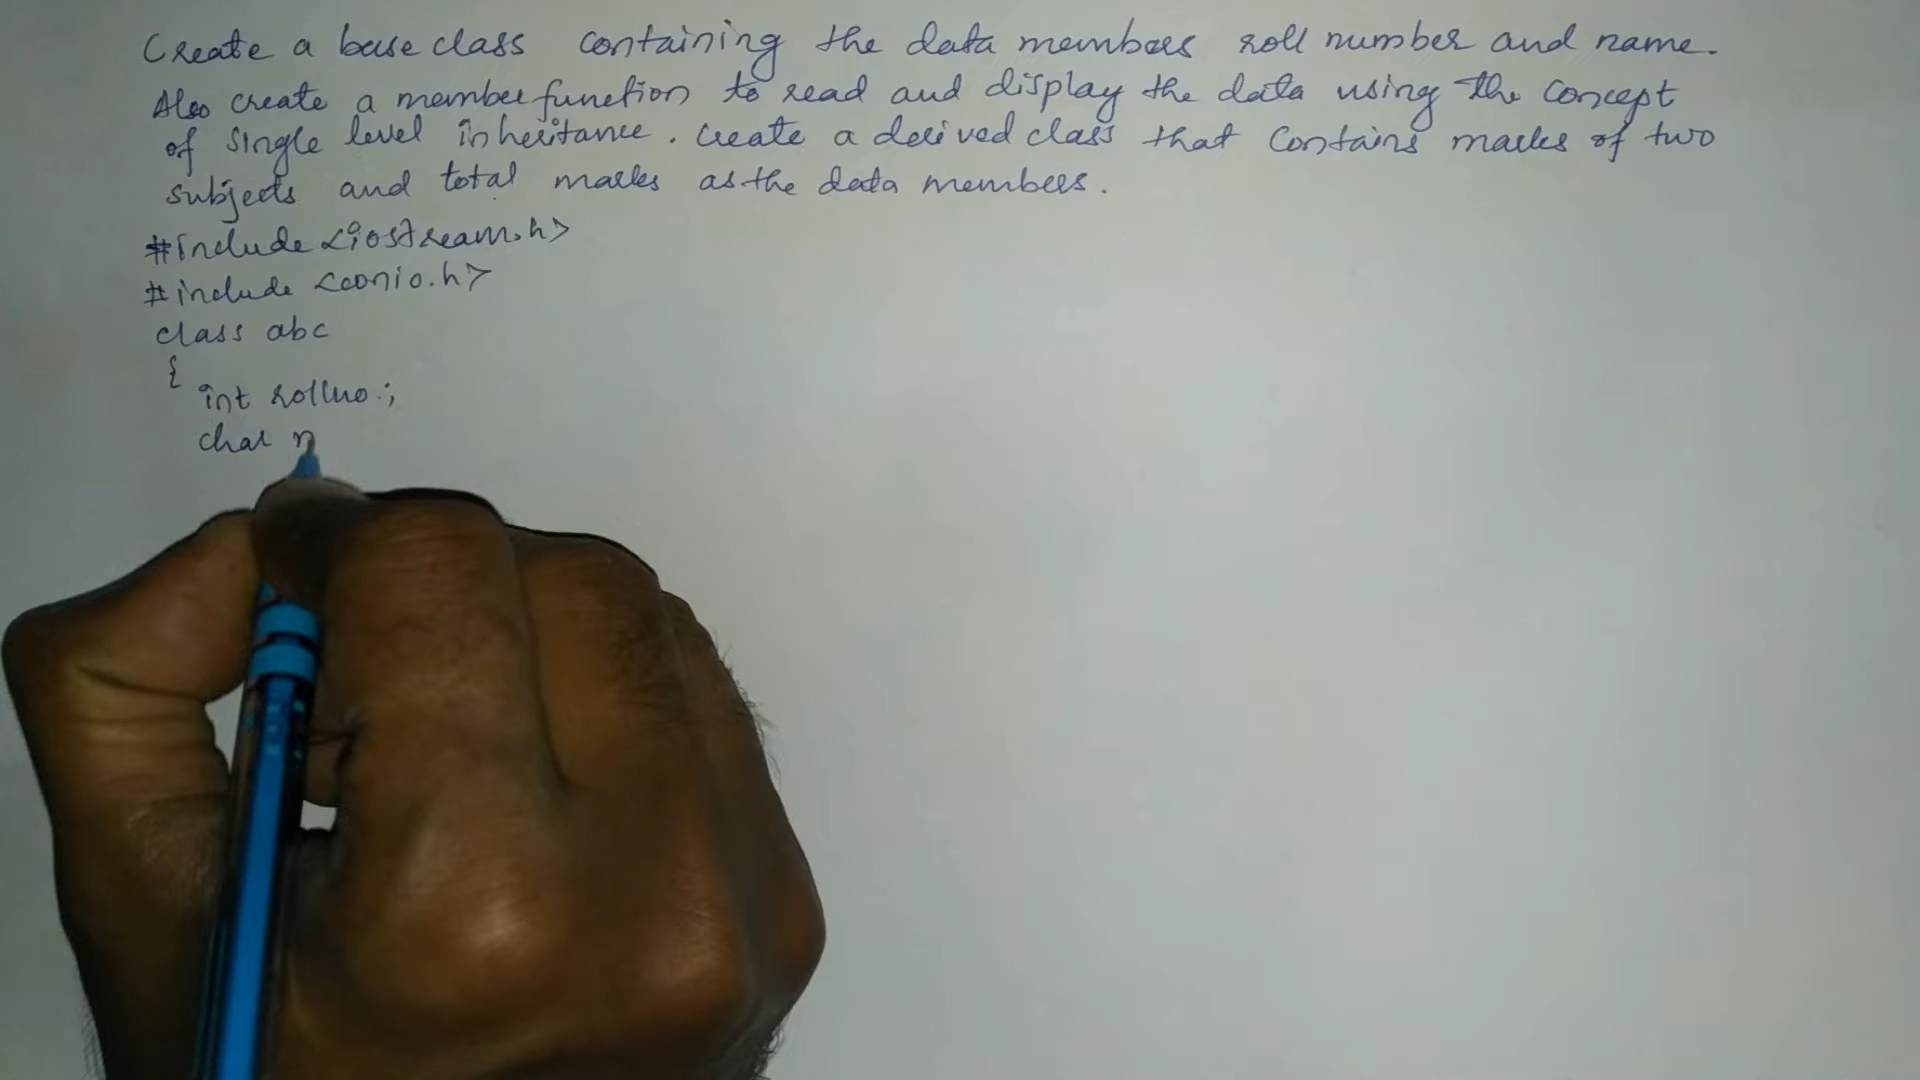 Create a base class containing the data members roll number and name.
Also create a member function to read and display the data using the concept
of single level inheritance. Create a derived class that contains marks of two
subjects and total marks as the data members.
#include <iostream.h>
#include <conio.h>
class abc
{
int rollno.;
char n